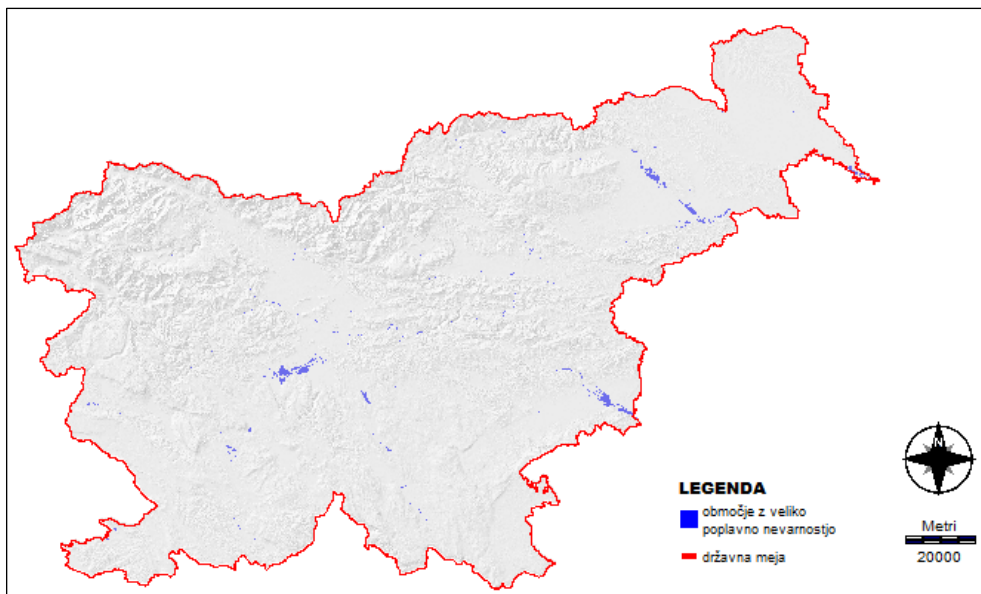 LEGENDA
območje z veliko
poplavno nevarnostjo
državna meja
N
Metri
20000